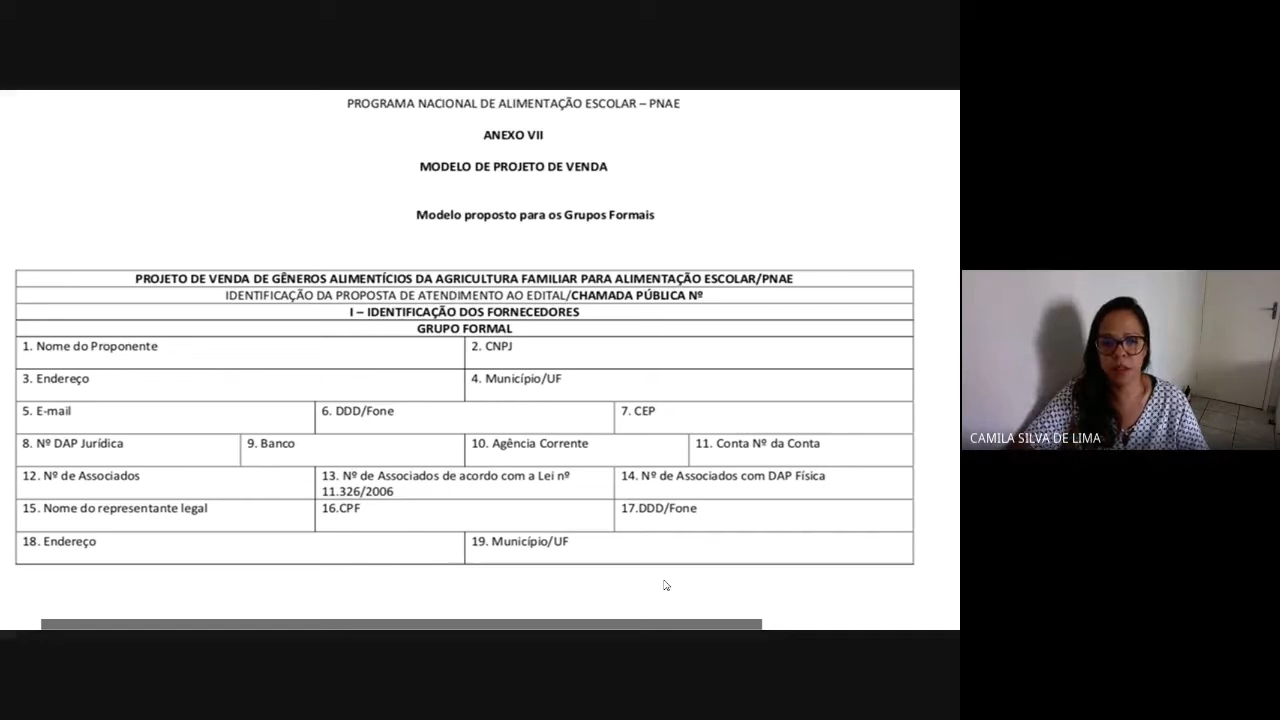 PROGRAMA NACIONAL DE ALIMENTAÇÃO ESCOLAR – PNAE
ANEXO VII
MODELO DE PROJETO DE VENDA
Modelo proposto para os Grupos Formais
PROJETO DE VENDA DE GÊNEROS ALIMENTÍCIOS DA AGRICULTURA FAMILIAR PARA ALIMENTAÇÃO ESCOLAR/PNAE
IDENTIFICAÇÃO DA PROPOSTA DE ATENDIMENTO AO EDITAL/CHAMADA PÚBLICA Nº
I – IDENTIFICAÇÃO DOS FORNECEDORES
GRUPO FORMAL
1. Nome do Proponente
2. CNPJ
3. Endereço
4. Município/UF
5. E-mail
6. DDD/Fone
7. CEP
8. Nº DAP Jurídica
9. Banco
10. Agência Corrente
11. Conta Nº da Conta
12. Nº de Associados
13. Nº de Associados de acordo com a Lei nº
11.326/2006
14. Nº de Associados com DAP Física
15. Nome do representante legal
16.CPF
17.DDD/Fone
18. Endereço
19. Município/UF
CAMILA SILVA DE LIMA